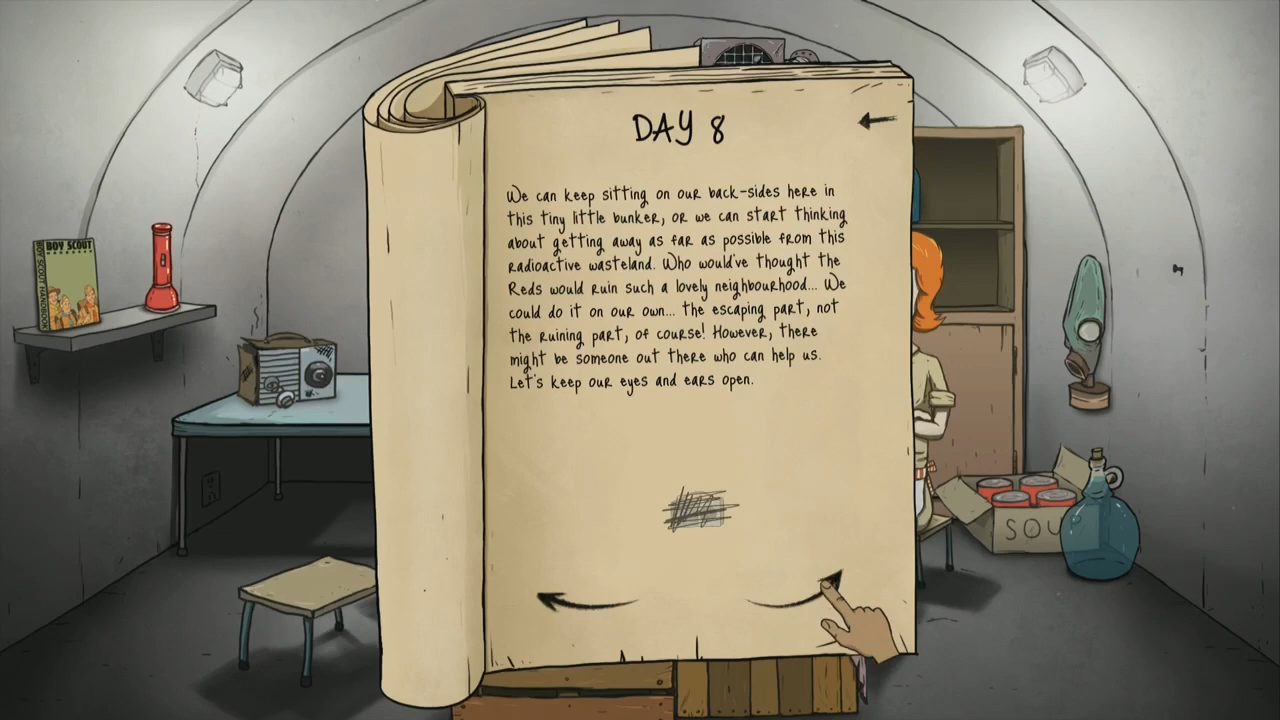 DAY 8
We can keep sitting on our back-sides here in
this tiny little bunker, or we can start thinking
about getting away as far as possible from this
radioactive wasteland. Who would've thought the
Reds would ruin such a lovely neighbourhood... We
could do it on our own... the escaping part, not
the ruining part, of course! However, there
might be someone out there who can help us.
Let's keep our eyes and ears open.
BOY SCOUT
BOY SCOUT HANDBOOK
SOUP